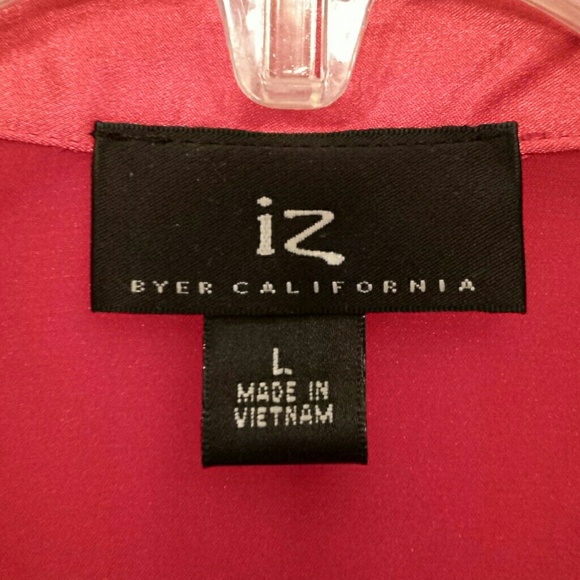 iz
BYER CALIFORNIA
L
MADE IN
VIETNAM